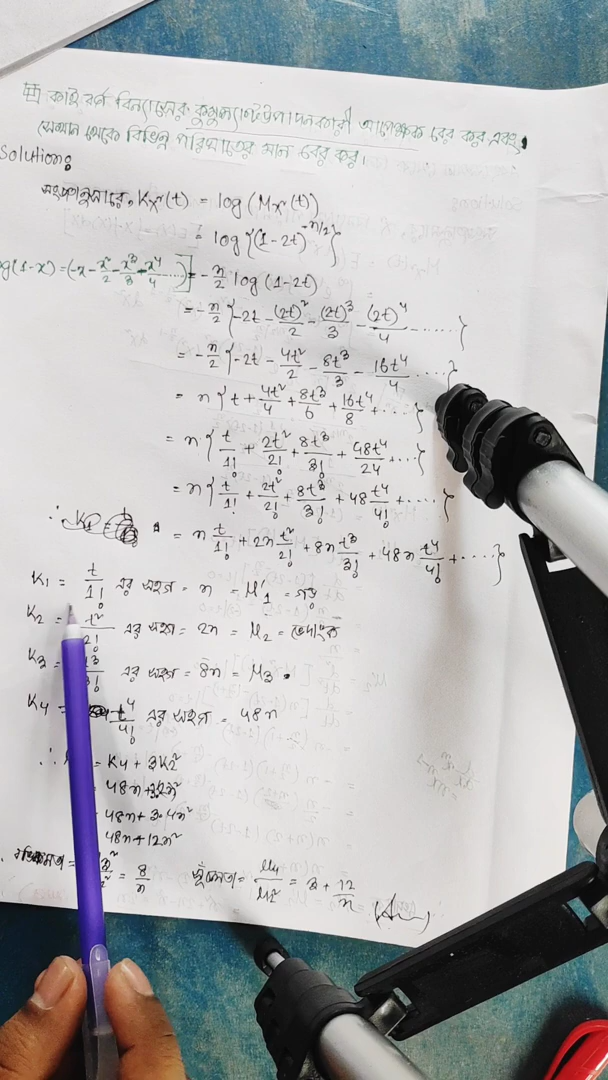 কাই বর্গ বিন্যাসের কুমুল্যান্ট উৎপাদনকারী অপেক্ষক বের কর এবং
সেখান থেকে বিভিন্ন পরিঘাতের মান বের কর।
Solution:
সংজ্ঞানুসারে, Kx(t) = log(Mx(t))
= log{(1-2t)^-n/2}
log(1-x) = (-x - x²/2 - x³/3 - x⁴/4 ......)] = -n/2 log(1-2t)
= -n/2 {-2t - (2t)²/2 - (2t)³/3 - (2t)⁴/4 - ......}
= -n/2 {-2t - 4t²/2 - 8t³/3 - 16t⁴/4 ......}
= n{t + 4t²/4 + 8t³/6 + 16t⁴/8 + ....}
= n{t/1! + 2t²/2! + 8t³/3! + 48t⁴/24 + ....}
= n{t/1! + 2t²/2! + 8t³/3! + 48 t⁴/4! + ....}
∴ = n t/1! + 2n t²/2! + 8n t³/3! + 48n t⁴/4! + ....}
K1 = t/1! এর সহগ = n = μ'1 = গড়
K2 = t²/2! এর সহগ = 2n = μ2 = ভেদাংক
K3 = t3/3! এর সহগ = 8n = μ3.
K4 = t4/4! এর সহগ = 48n
∴ = K4 + 3K2²
= 48n+3.
48n + 3.4n²
48n+12n²
= 8/n সূঁচলতা = μ4/μ2² = 3 + 12/n